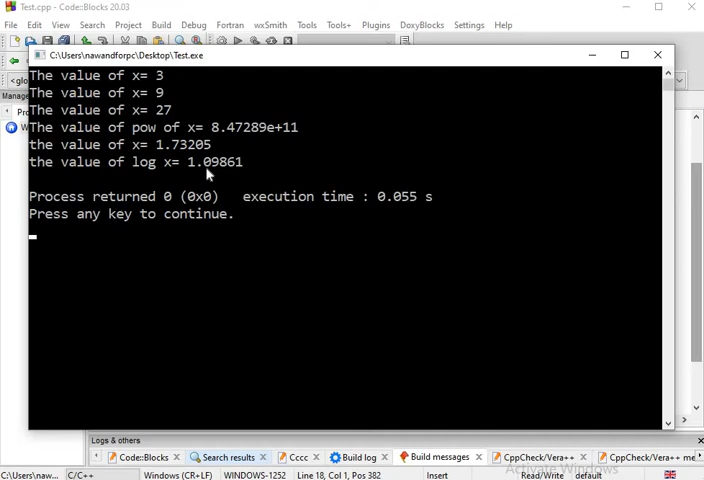 Test.cpp - Code::Blocks 20.03
File Edit View Search Project Build Debug Fortran wxSmith Tools Tools+ Plugins DoxyBlocks Settings Help
C:\Users\nawandforpc\Desktop\Test.exe
<glo
Manage
Pr
W
The value of x= 3
The value of x= 9
The value of x= 27
The value of pow of x= 8.47289e+11
the value of x= 1.73205
the value of log x= 1.09861
Process returned 0 (0x0) execution time : 0.055 s
Press any key to continue.
Logs & others
Code::Blocks Search results Cccc Build log Build messages CppCheck/Vera++ CppCheck/Vera++ me
Activate Windows
C:\Users\naw... C/C++ Windows (CR+LF) WINDOWS-1252 Line 18, Col 1, Pos 382 Insert Read/Write default